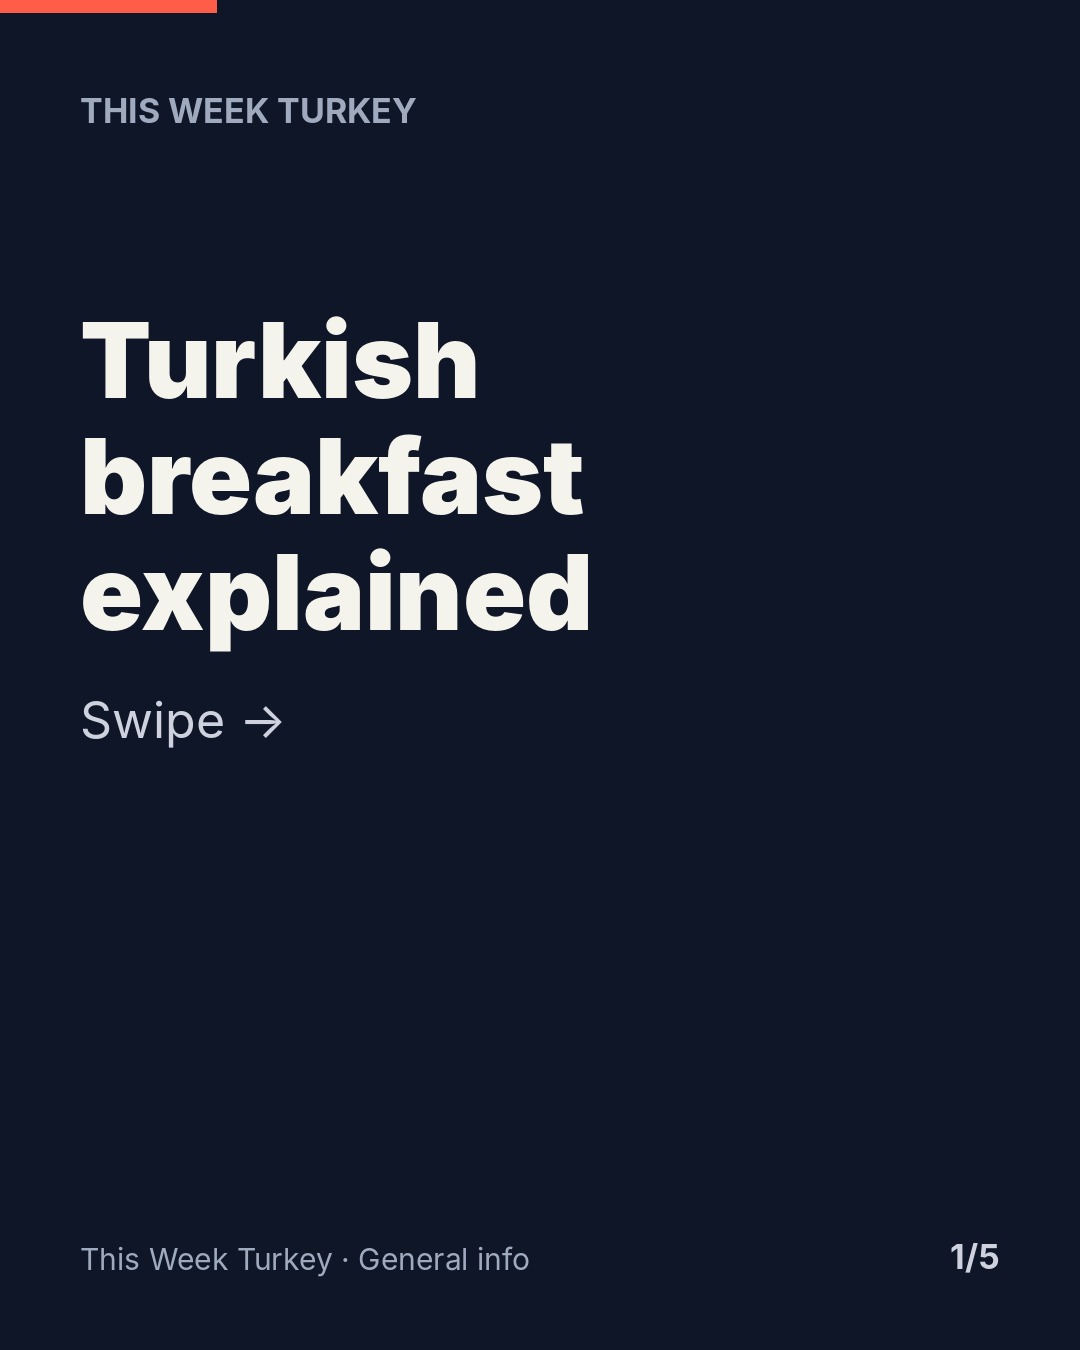 THIS WEEK TURKEY
Turkish
breakfast
explained
Swipe →
This Week Turkey · General info
1/5